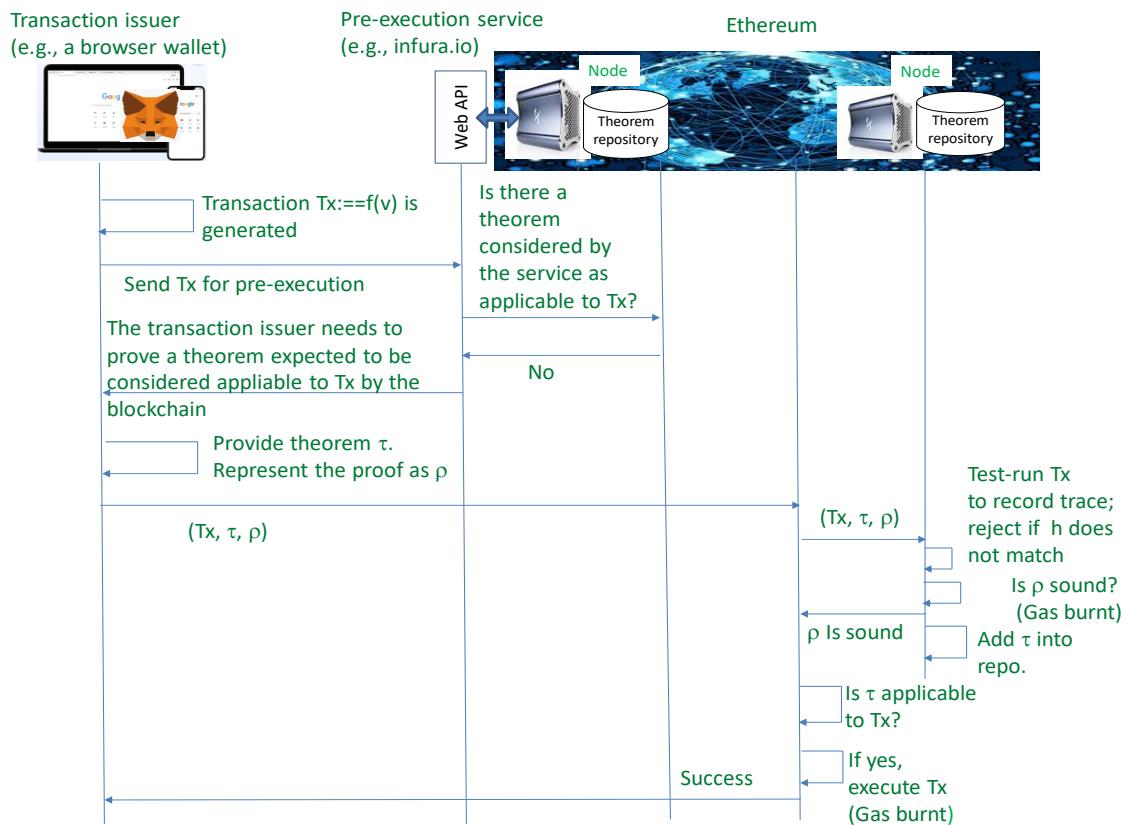 Transaction issuer
(e.g., a browser wallet)
Pre-execution service
(e.g., infura.io)
Ethereum
Web API
Node
Theorem
repository
Node
Theorem
repository
Transaction Tx:==f(v) is
generated
Send Tx for pre-execution
Is there a
theorem
considered by
the service as
applicable to Tx?
No
The transaction issuer needs to
prove a theorem expected to be
considered appliable to Tx by the
blockchain
Provide theorem τ.
Represent the proof as ρ
(Tx, τ, ρ)
(Tx, τ, ρ)
Test-run Tx
to record trace;
reject if h does
not match
Is ρ sound?
(Gas burnt)
ρ Is sound
Add τ into
repo.
Is τ applicable
to Tx?
If yes,
execute Tx
(Gas burnt)
Success